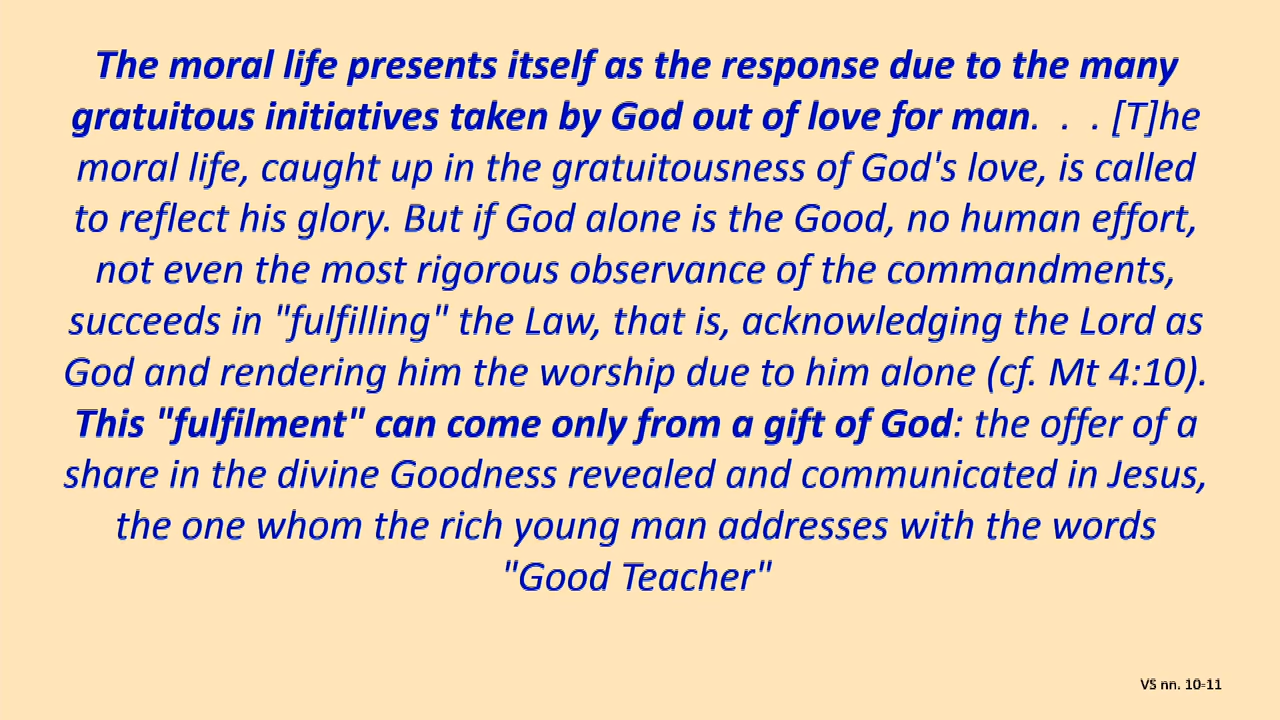 The moral life presents itself as the response due to the many
gratuitous initiatives taken by God out of love for man. . . [T]he
moral life, caught up in the gratuitousness of God's love, is called
to reflect his glory. But if God alone is the Good, no human effort,
not even the most rigorous observance of the commandments,
succeeds in "fulfilling" the Law, that is, acknowledging the Lord as
God and rendering him the worship due to him alone (cf. Mt 4:10).
This "fulfilment" can come only from a gift of God: the offer of a
share in the divine Goodness revealed and communicated in Jesus,
the one whom the rich young man addresses with the words
"Good Teacher"
VS nn. 10-11